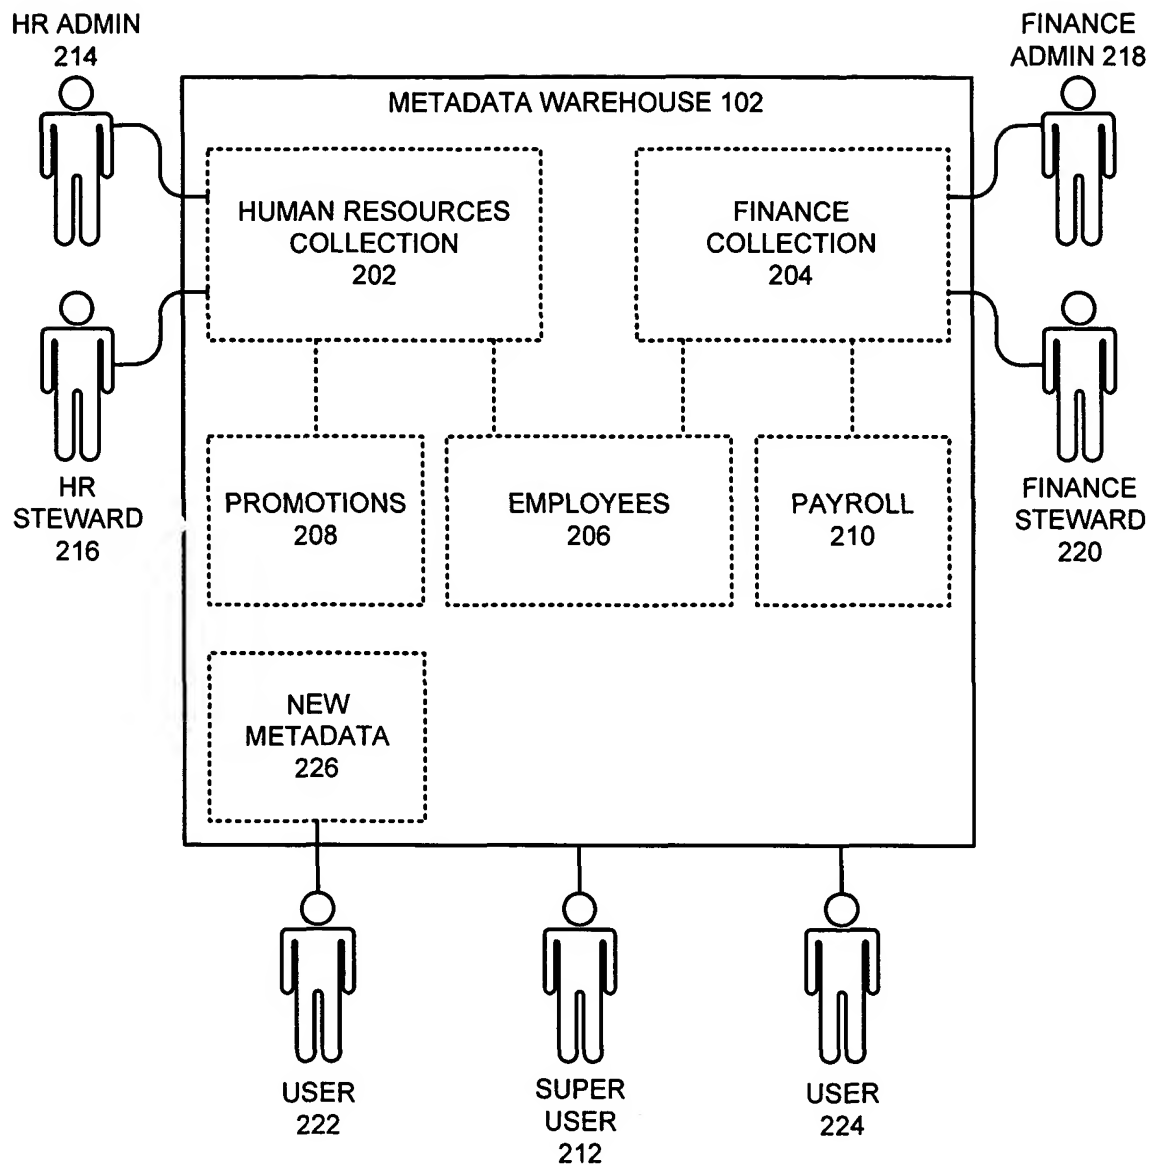 HR ADMIN
214
FINANCE
ADMIN 218
METADATA WAREHOUSE 102
HUMAN RESOURCES
COLLECTION
202
FINANCE
COLLECTION
204
HR
STEWARD
216
PROMOTIONS
208
EMPLOYEES
206
PAYROLL
210
FINANCE
STEWARD
220
NEW
METADATA
226
USER
222
SUPER
USER
212
USER
224